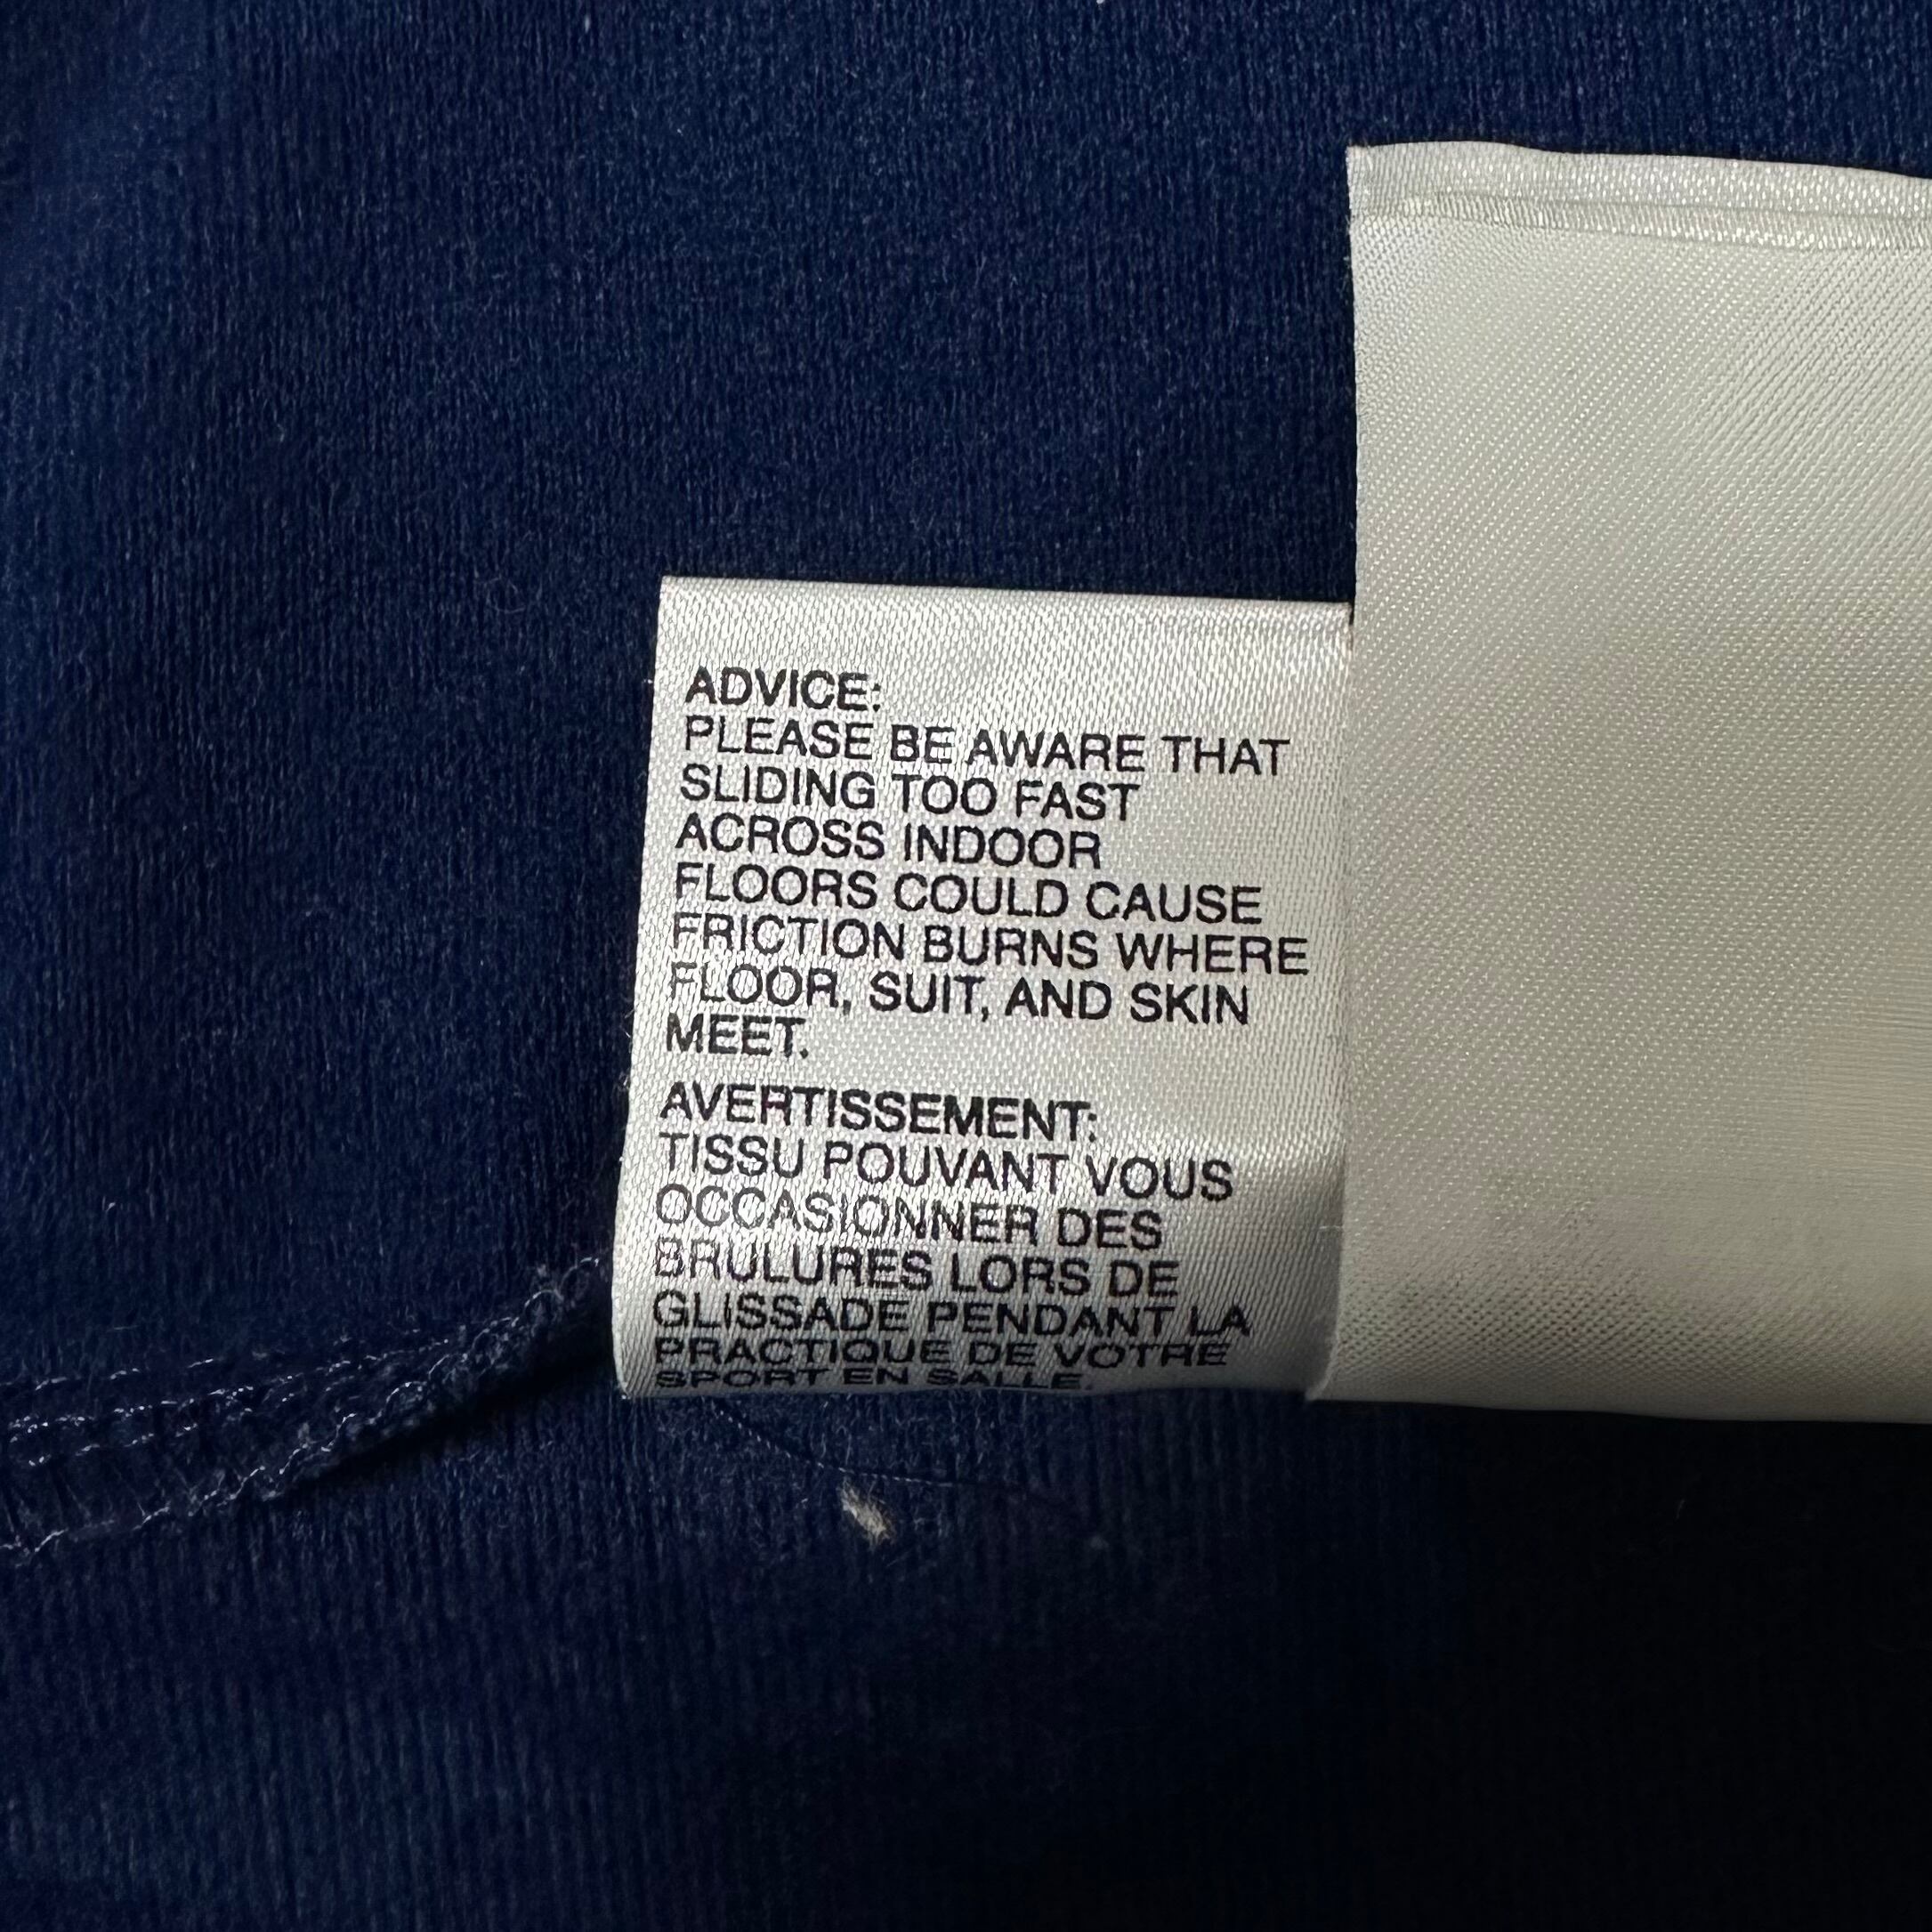 ADVICE:
PLEASE BE AWARE THAT
SLIDING TOO FAST
ACROSS INDOOR
FLOORS COULD CAUSE
FRICTION BURNS WHERE
FLOOR, SUIT, AND SKIN
MEET.
AVERTISSEMENT:
TISSU POUVANT VOUS
OCCASIONNER DES
BRULURES LORS DE
GLISSADE PENDANT LA
PRACTIQUE DE VOTRE
SPORT EN SALLE.